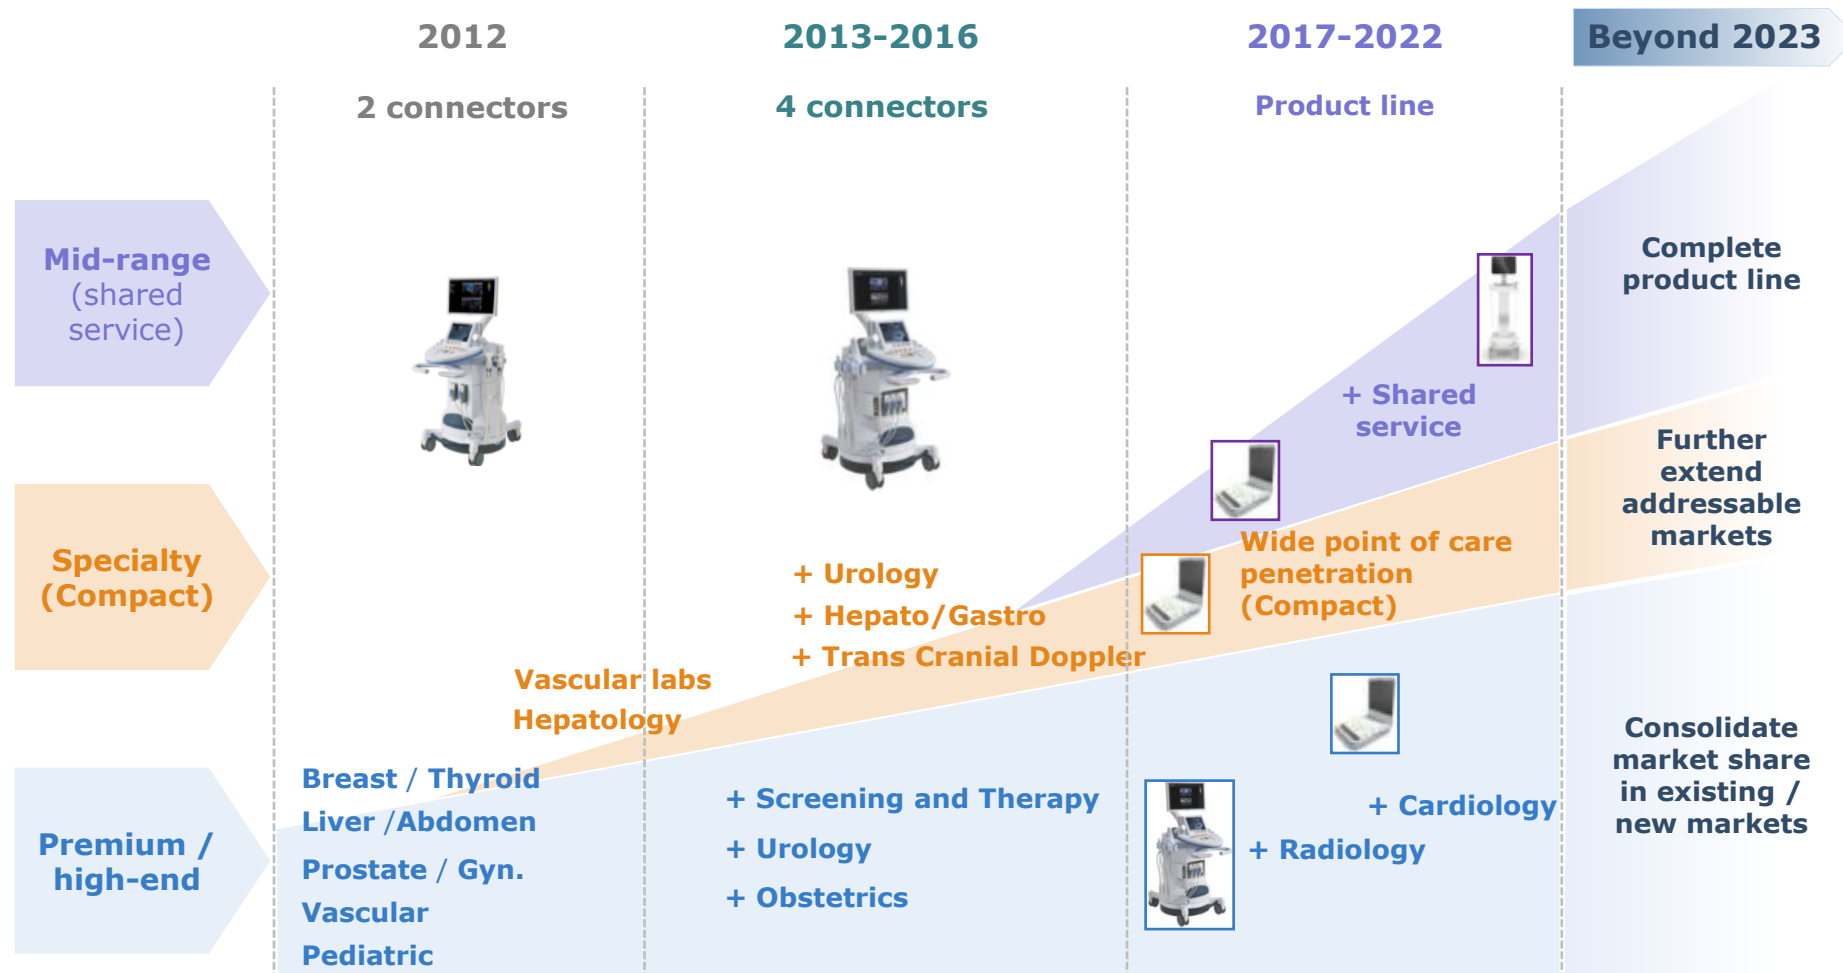 2012
2013-2016
2017-2022
Beyond 2023
2 connectors
4 connectors
Product line
Mid-range
(shared
service)
Complete
product line
+ Shared
service
Specialty
(Compact)
Vascular labs
Hepatology
+ Urology
+ Hepato/Gastro
+ Trans Cranial Doppler
Wide point of care
penetration
(Compact)
Further
extend
addressable
markets
Premium /
high-end
Breast / Thyroid
Liver /Abdomen
Prostate / Gyn.
Vascular
Pediatric
+ Screening and Therapy
+ Urology
+ Obstetrics
+ Cardiology
+ Radiology
Consolidate
market share
in existing /
new markets